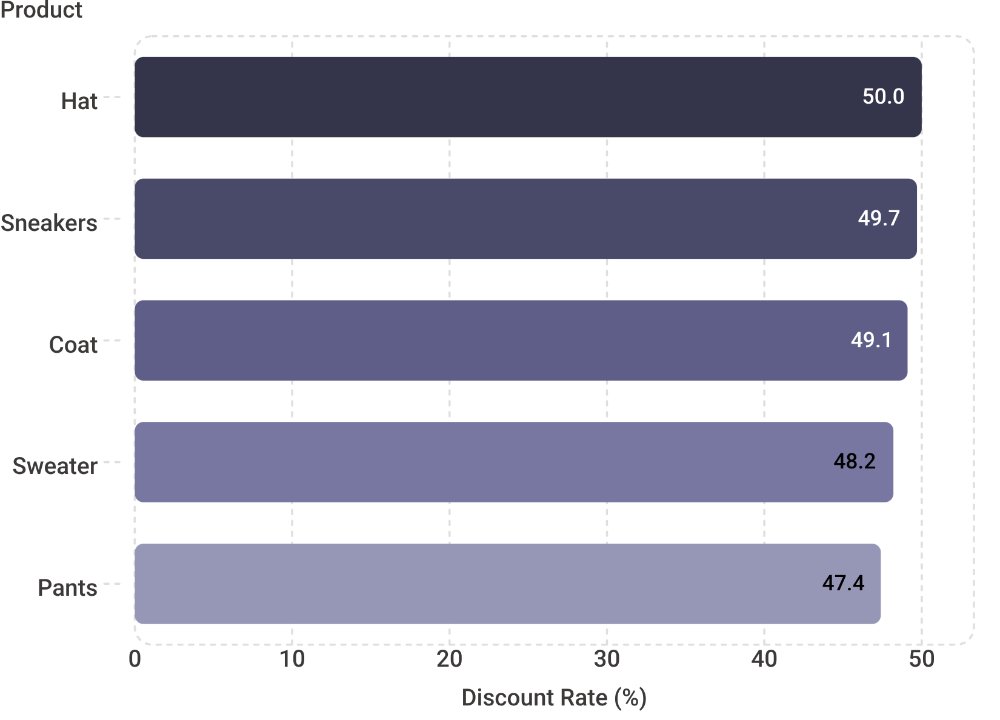 Product
Hat
50.0
Sneakers
49.7
Coat
49.1
Sweater
48.2
Pants
47.4
0 10 20 30 40 50
Discount Rate (%)